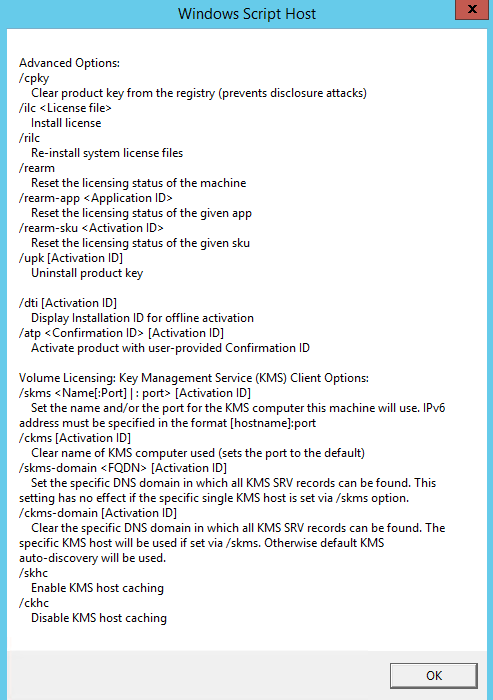 Windows Script Host
x
Advanced Options:
/cpky
Clear product key from the registry (prevents disclosure attacks)
/ilc <License file>
Install license
/rilc
Re-install system license files
/rearm
Reset the licensing status of the machine
/rearm-app <Application ID>
Reset the licensing status of the given app
/rearm-sku <Activation ID>
Reset the licensing status of the given sku
/upk [Activation ID]
Uninstall product key
/dti [Activation ID]
Display Installation ID for offline activation
/atp <Confirmation ID> [Activation ID]
Activate product with user-provided Confirmation ID
Volume Licensing: Key Management Service (KMS) Client Options:
/skms <Name[:Port] | : port> [Activation ID]
Set the name and/or the port for the KMS computer this machine will use. IPv6
address must be specified in the format [hostname]:port
/ckms [Activation ID]
Clear name of KMS computer used (sets the port to the default)
/skms-domain <FQDN> [Activation ID]
Set the specific DNS domain in which all KMS SRV records can be found. This
setting has no effect if the specific single KMS host is set via /skms option.
/ckms-domain [Activation ID]
Clear the specific DNS domain in which all KMS SRV records can be found. The
specific KMS host will be used if set via /skms. Otherwise default KMS
auto-discovery will be used.
/skhc
Enable KMS host caching
/ckhc
Disable KMS host caching
OK